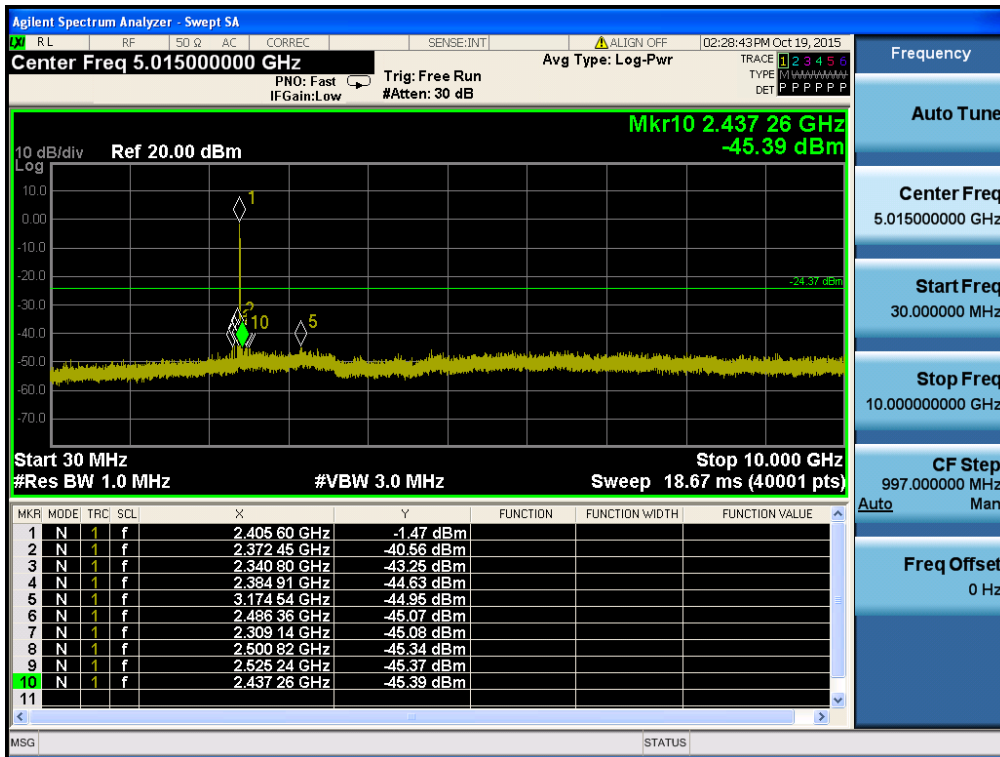 Agilent Spectrum Analyzer - Swept SA
LXI RL RF 50 Ω AC CORREC SENSE:INT ALIGN OFF 02:28:43 PM Oct 19, 2015
Center Freq 5.015000000 GHz
PNO: Fast
IFGain:Low
Trig: Free Run
#Atten: 30 dB
Avg Type: Log-Pwr
TRACE 1 2 3 4 5 6
TYPE M
DET P P P P P P
Mkr10 2.437 26 GHz
-45.39 dBm
10 dB/div Ref 20.00 dBm
Log
10.0
0.00
-10.0
-20.0
-30.0
-40.0
-50.0
-60.0
-70.0
1
-24.37 dBm
2
10
5
Start 30 MHz Stop 10.000 GHz
#Res BW 1.0 MHz #VBW 3.0 MHz Sweep 18.67 ms (40001 pts)
MKR MODE TRC SCL X Y FUNCTION FUNCTION WIDTH FUNCTION VALUE
1 N 1 f 2.405 60 GHz -1.47 dBm
2 N 1 f 2.372 45 GHz -40.56 dBm
3 N 1 f 2.340 80 GHz -43.25 dBm
4 N 1 f 2.384 91 GHz -44.63 dBm
5 N 1 f 3.174 54 GHz -44.95 dBm
6 N 1 f 2.486 36 GHz -45.07 dBm
7 N 1 f 2.309 14 GHz -45.08 dBm
8 N 1 f 2.500 82 GHz -45.34 dBm
9 N 1 f 2.525 24 GHz -45.37 dBm
10 N 1 f 2.437 26 GHz -45.39 dBm
11
MSG STATUS
Frequency
Auto Tune
Center Freq
5.015000000 GHz
Start Freq
30.000000 MHz
Stop Freq
10.000000000 GHz
CF Step
997.000000 MHz
Auto Man
Freq Offset
0 Hz